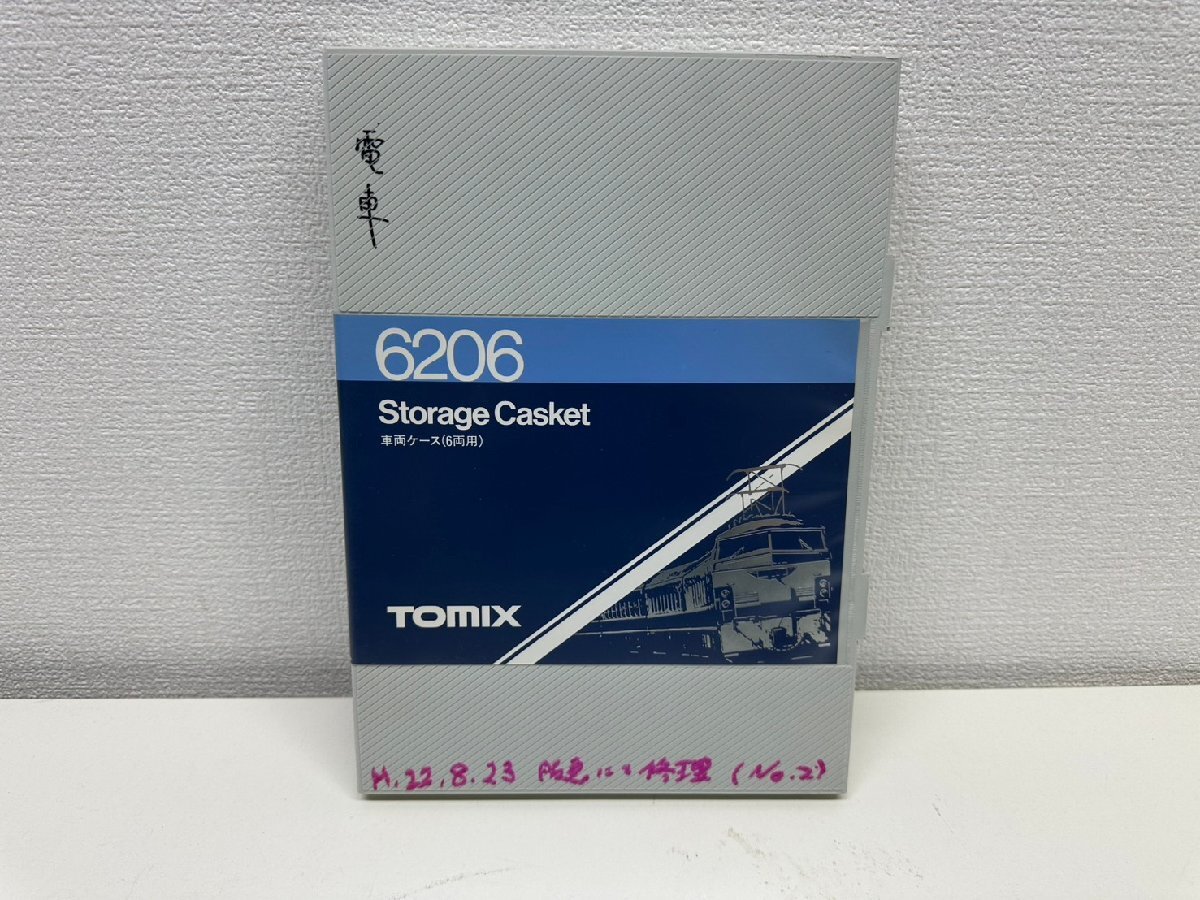 電車
6206
Storage Casket
車両ケース(6両用)
TOMIX
H.22.8.23 阪急にて修理 (No.2)